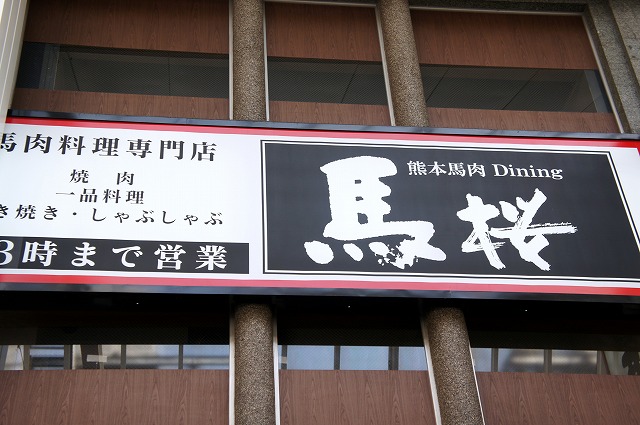 馬肉料理専門店
焼肉
一品料理
き焼き・しゃぶしゃぶ
3時まで営業
熊本馬肉 Dining
馬桜